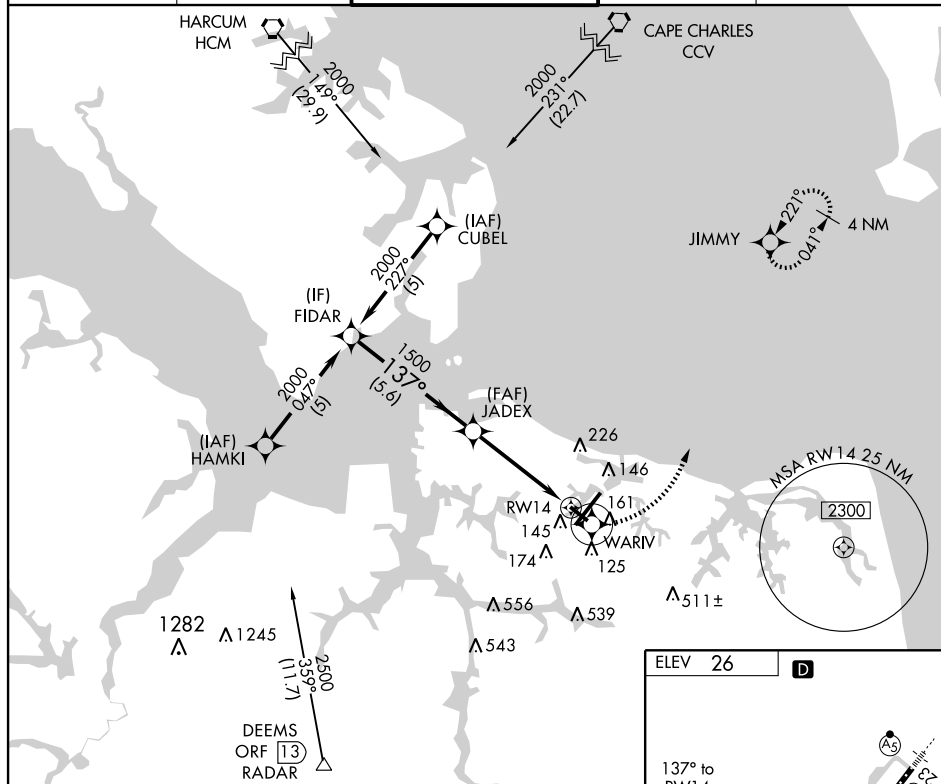 HARCUM
HCM
CAPE CHARLES
CCV
2000
149°
(29.9)
2000
231°
(22.7)
(IAF)
CUBEL
JIMMY
221°
041°
4 NM
2000
227°
(5)
(IF)
FIDAR
1500
137°
(5.6)
2000
047°
(5)
(FAF)
JADEX
(IAF)
HAMKI
226
146
RW14
161
145
WARIV
174
125
MSA RW14 25 NM
2300
556
539
511±
543
1282
1245
2500
359°
(11.7)
DEEMS
ORF 13
RADAR
ELEV 26
D
A5
137° to